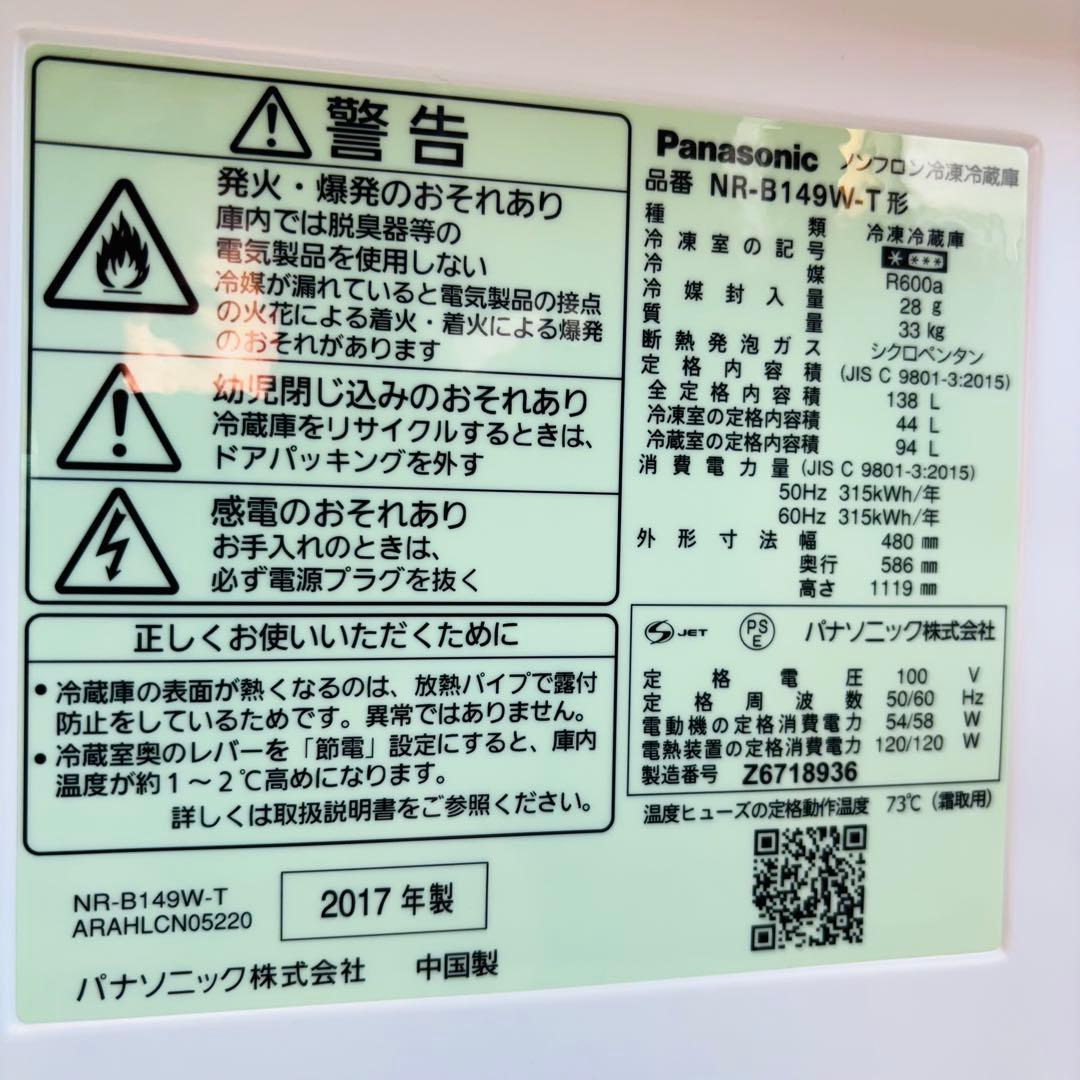 警告
発火・爆発のおそれあり
庫内では脱臭器等の
電気製品を使用しない
冷媒が漏れていると電気製品の接点
の火花による着火・着火による爆発
のおそれがあります
幼児閉じ込みのおそれあり
冷蔵庫をリサイクルするときは、
ドアパッキングを外す
感電のおそれあり
お手入れのときは、
必ず電源プラグを抜く
正しくお使いいただくために
・冷蔵庫の表面が熱くなるのは、放熱パイプで露付
防止をしているためです。異常ではありません。
・冷蔵室奥のレバーを「節電」設定にすると、庫内
温度が約1〜2℃高めになります。
詳しくは取扱説明書をご参照ください。
NR-B149W-T
ARAHLCN05220
2017年製
パナソニック株式会社 中国製
Panasonic ノンフロン冷凍冷蔵庫
品番 NR-B149W-T形
種類 冷凍冷蔵庫
冷凍室の記号 * ***
冷媒 R600a
冷媒封入量 28 g
質量 33 kg
断熱発泡ガス シクロペンタン
定格内容積 (JIS C 9801-3:2015)
全定格内容積 138 L
冷凍室の定格内容積 44 L
冷蔵室の定格内容積 94 L
消費電力量 (JIS C 9801-3:2015)
50Hz 315kWh/年
60Hz 315kWh/年
外形寸法 幅 480 mm
奥行 586 mm
高さ 1119 mm
S JET PS E パナソニック株式会社
定格電圧 100 V
定格周波数 50/60 Hz
電動機の定格消費電力 54/58 W
電熱装置の定格消費電力 120/120 W
製造番号 Z6718936
温度ヒューズの定格動作温度 73℃(霜取用)